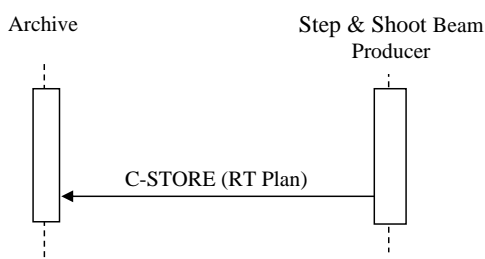 Archive
Step & Shoot Beam
Producer
C-STORE (RT Plan)